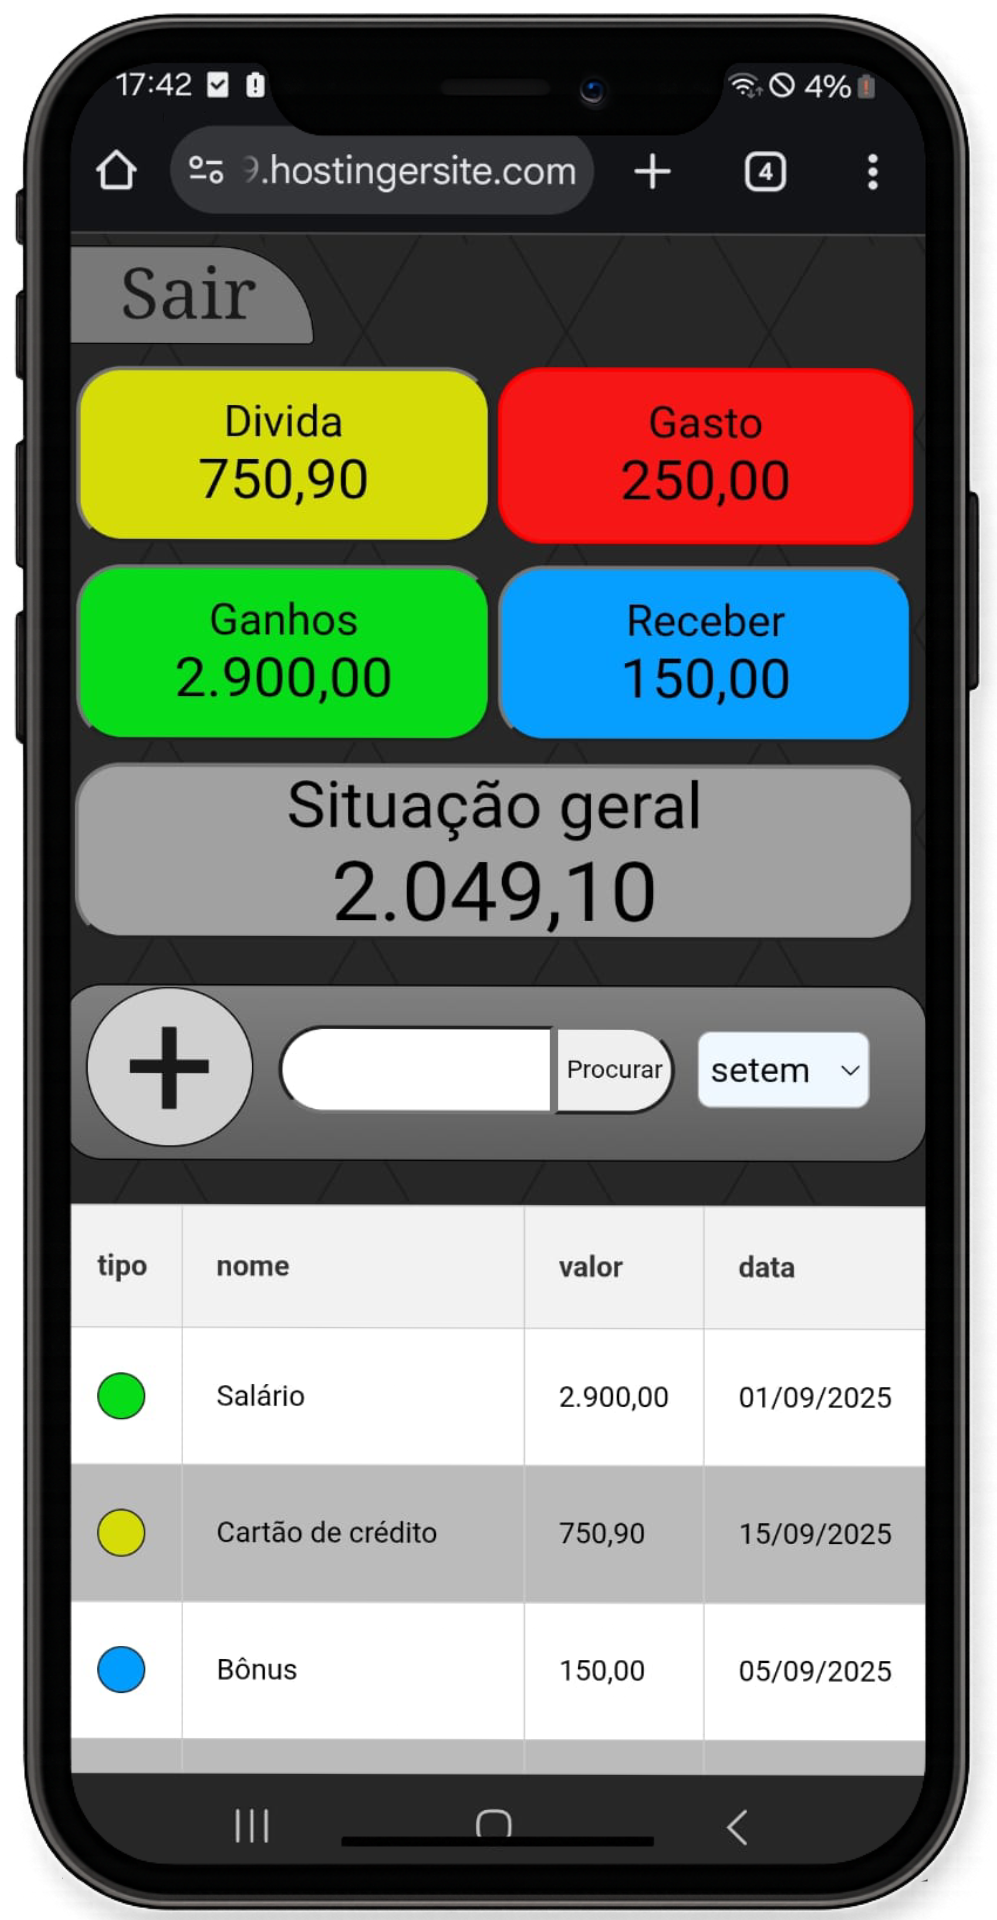 17:42
4%
.hostingersite.com
4
Sair
Divida
750,90
Gasto
250,00
Ganhos
2.900,00
Receber
150,00
Situação geral
2.049,10
Procurar
setem
tipo nome valor data
Salário 2.900,00 01/09/2025
Cartão de crédito 750,90 15/09/2025
Bônus 150,00 05/09/2025